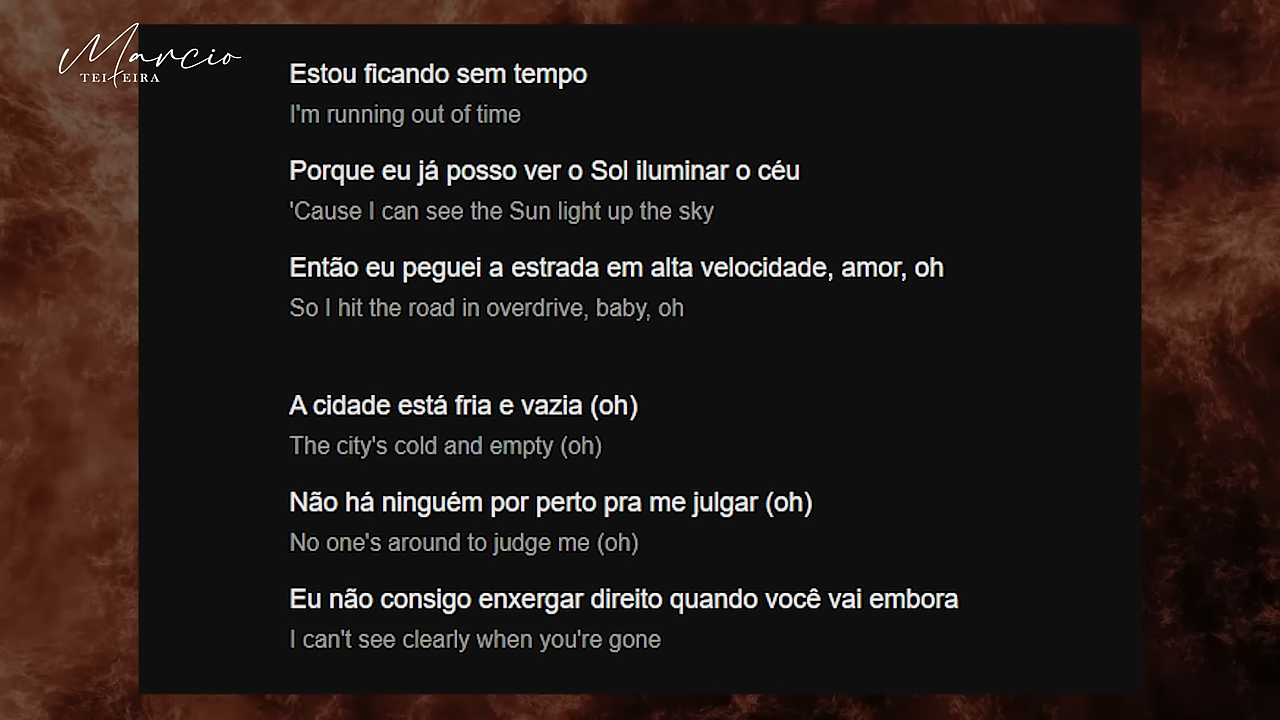 Marcio
TEIXEIRA
Estou ficando sem tempo
I'm running out of time
Porque eu já posso ver o Sol iluminar o céu
'Cause I can see the Sun light up the sky
Então eu peguei a estrada em alta velocidade, amor, oh
So I hit the road in overdrive, baby, oh
A cidade está fria e vazia (oh)
The city's cold and empty (oh)
Não há ninguém por perto pra me julgar (oh)
No one's around to judge me (oh)
Eu não consigo enxergar direito quando você vai embora
I can't see clearly when you're gone